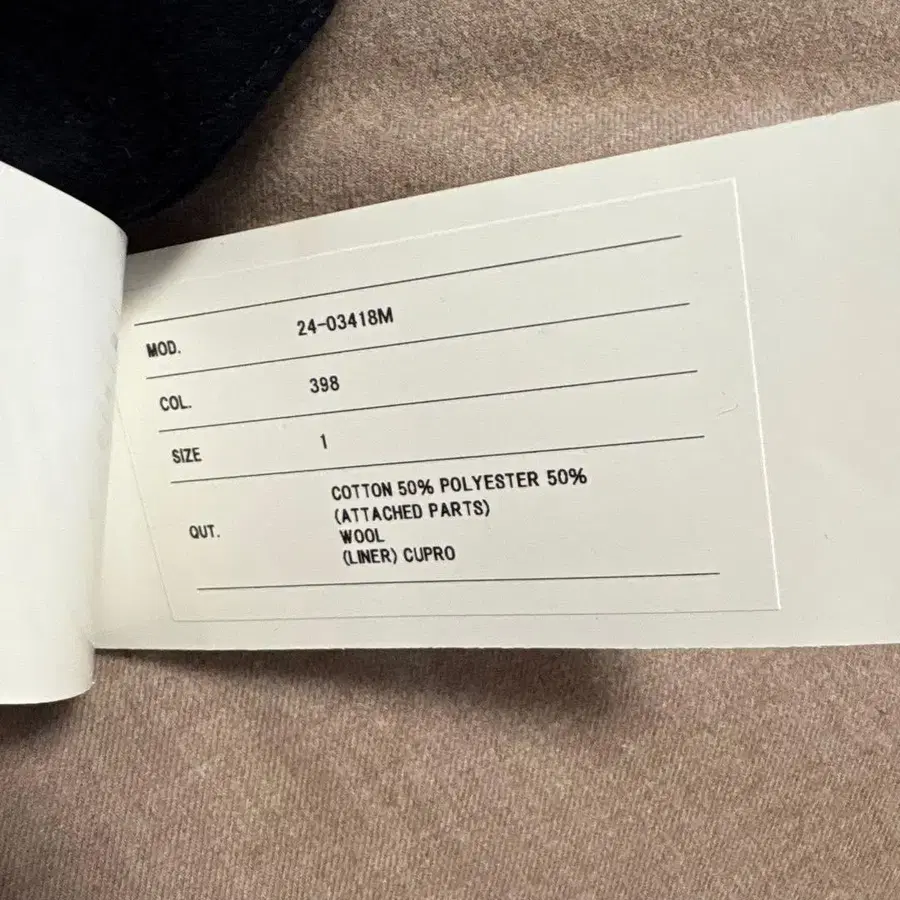 MOD. 24-03418M
COL. 398
SIZE 1
QUT. COTTON 50% POLYESTER 50%
(ATTACHED PARTS)
WOOL
(LINER) CUPRO